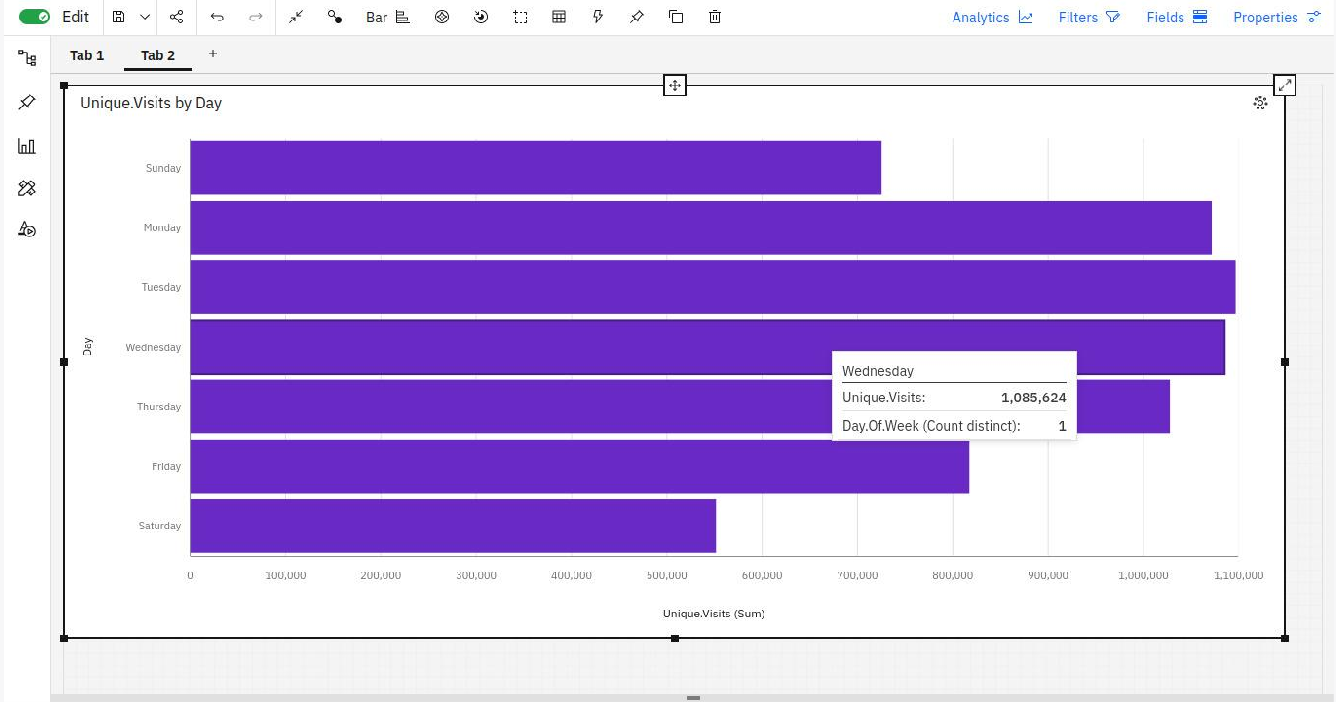 Edit Bar Analytics Filters Fields Properties
Tab 1 Tab 2 +
Unique.Visits by Day
Sunday
Monday
Tuesday
Day
Wednesday
Thursday
Friday
Saturday
Wednesday
Unique.Visits: 1,085,624
Day.Of.Week (Count distinct): 1
0 100,000 200,000 300,000 400,000 500,000 600,000 700,000 800,000 900,000 1,000,000 1,100,000
Unique.Visits (Sum)